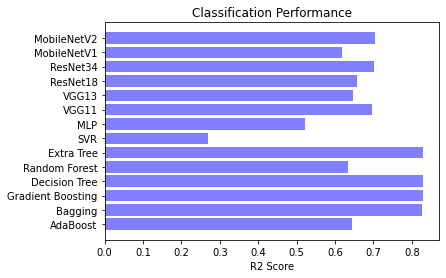 Classification Performance
MobileNetV2
MobileNetV1
ResNet34
ResNet18
VGG13
VGG11
MLP
SVR
Extra Tree
Random Forest
Decision Tree
Gradient Boosting
Bagging
AdaBoost
0.0 0.1 0.2 0.3 0.4 0.5 0.6 0.7 0.8
R2 Score